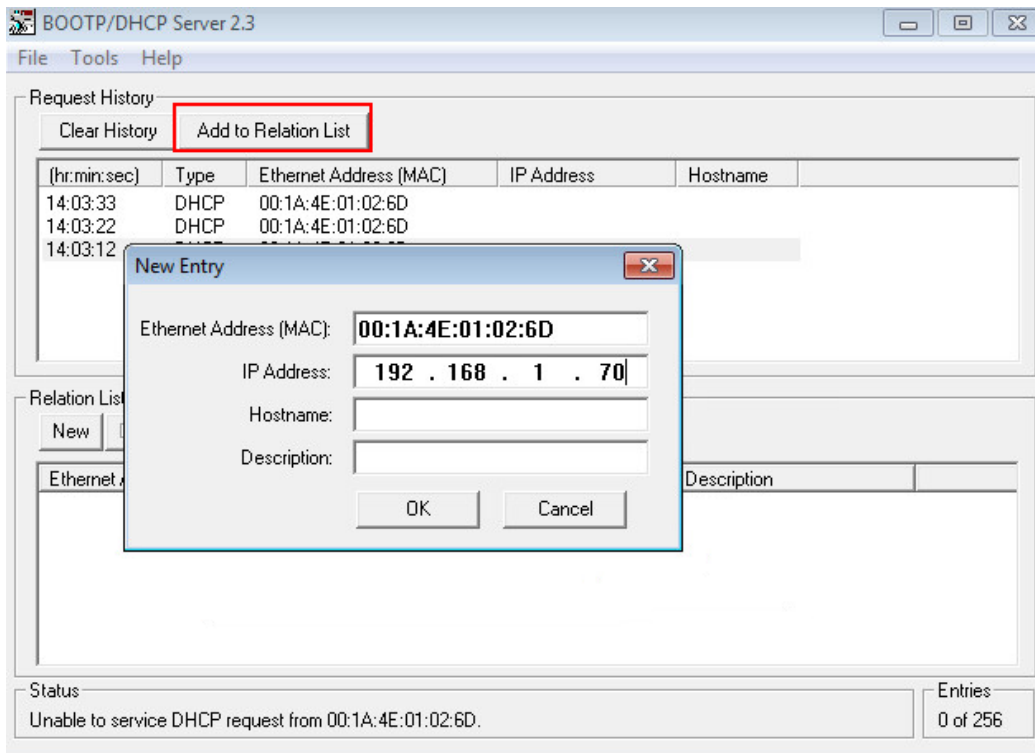 BOOTP/DHCP Server 2.3
File Tools Help
Request History
Clear History Add to Relation List
(hr:min:sec) Type Ethernet Address (MAC) IP Address Hostname
14:03:33 DHCP 00:1A:4E:01:02:6D
14:03:22 DHCP 00:1A:4E:01:02:6D
14:03:12
New Entry
Ethernet Address (MAC): 00:1A:4E:01:02:6D
IP Address: 192 . 168 . 1 . 70
Hostname:
Description:
OK Cancel
Relation List
New
Ethernet Description
Status
Unable to service DHCP request from 00:1A:4E:01:02:6D.
Entries
0 of 256